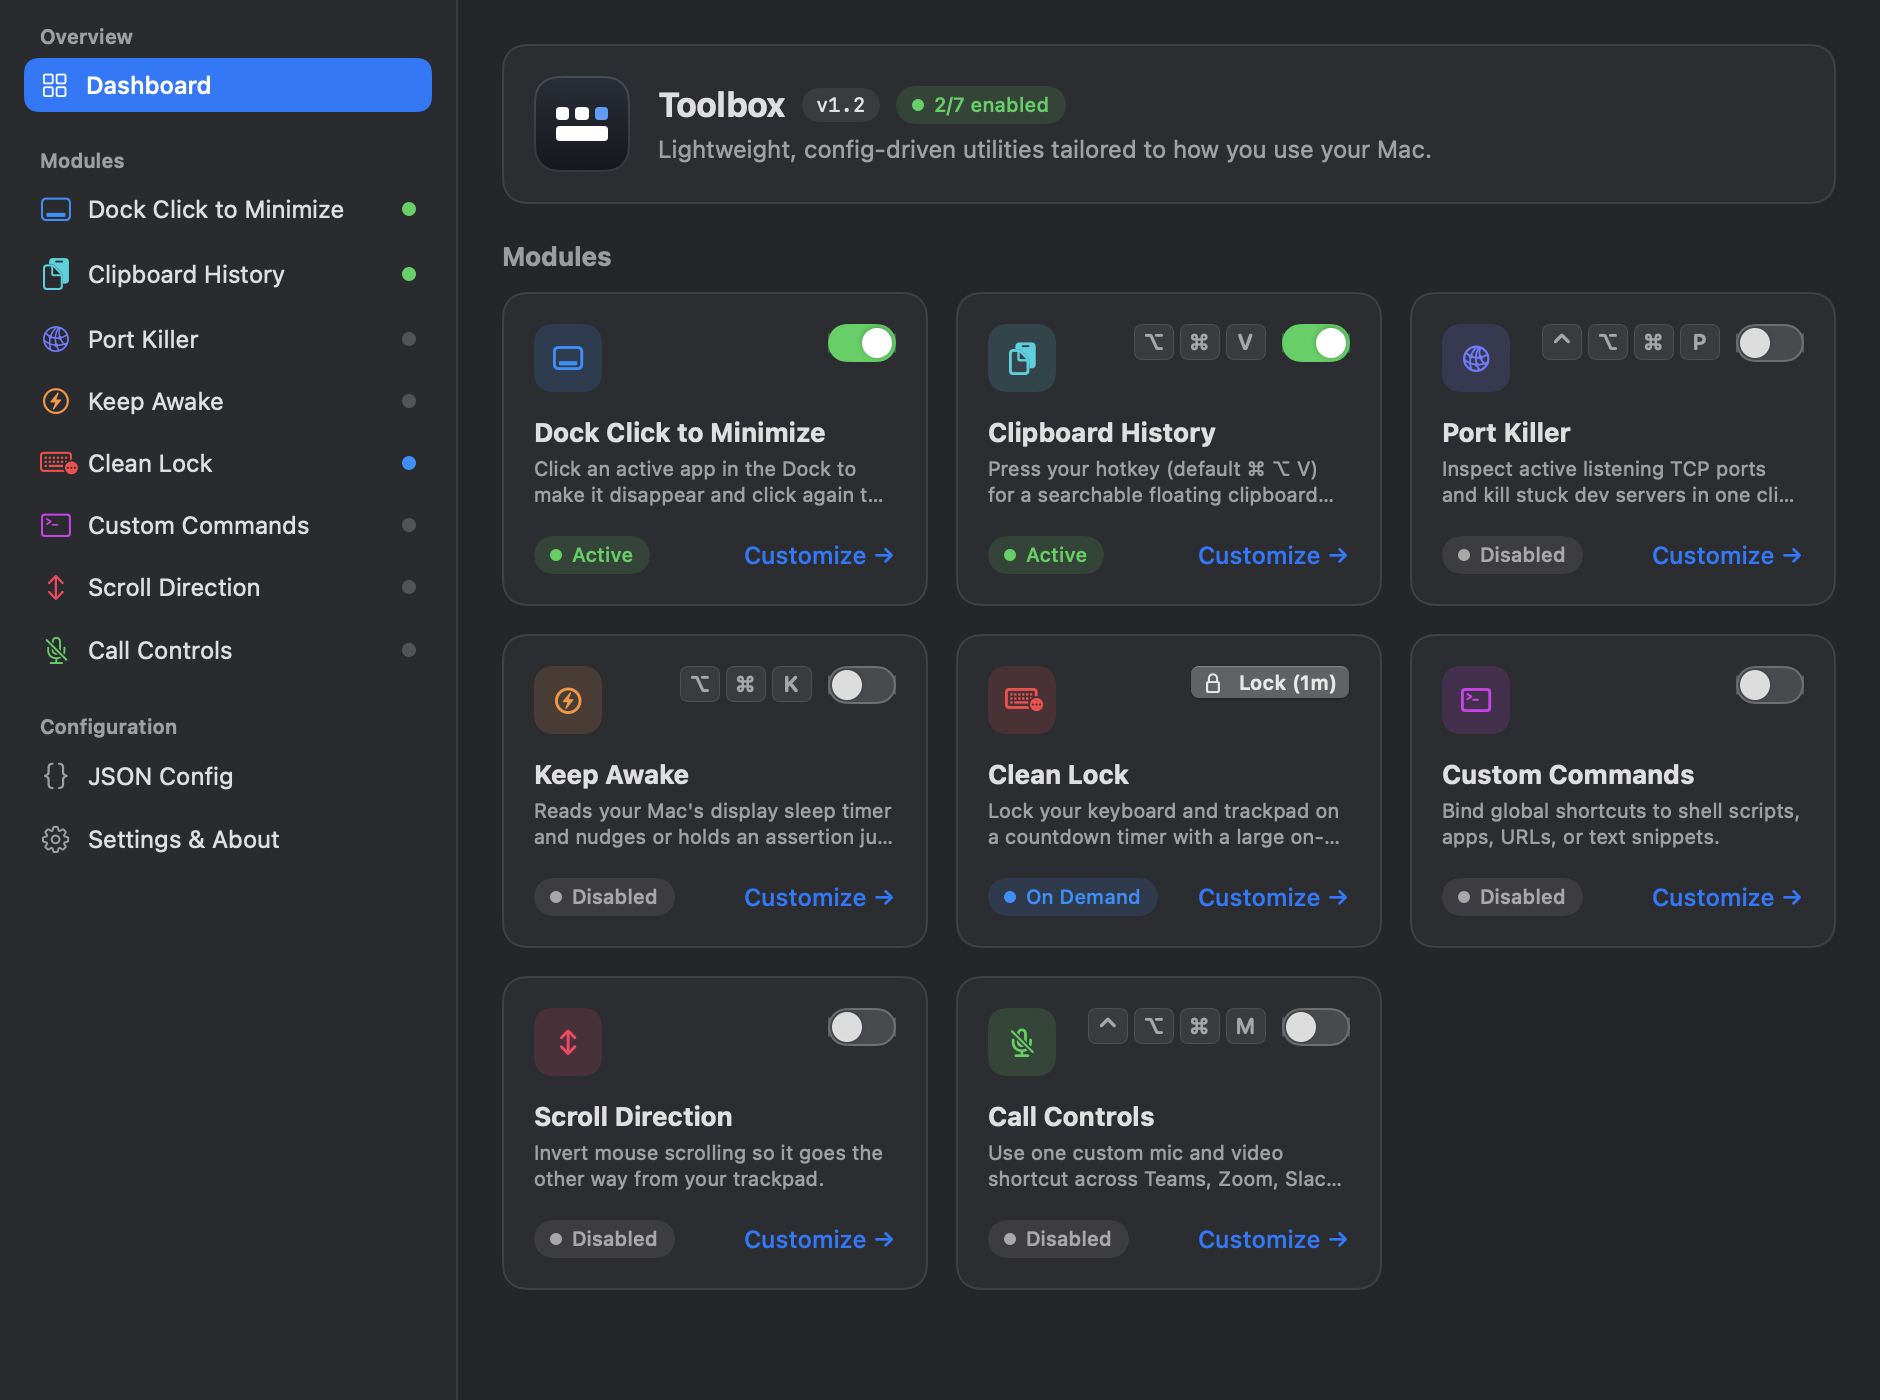 Overview
Dashboard
Modules
Dock Click to Minimize
Clipboard History
Port Killer
Keep Awake
Clean Lock
Custom Commands
Scroll Direction
Call Controls
Configuration
{} JSON Config
Settings & About
Toolbox v1.2 2/7 enabled
Lightweight, config-driven utilities tailored to how you use your Mac.
Modules
Dock Click to Minimize
Click an active app in the Dock to
make it disappear and click again t...
Active Customize →
⌥ ⌘ V
Clipboard History
Press your hotkey (default ⌘ ⌥ V)
for a searchable floating clipboard...
Active Customize →
^ ⌥ ⌘ P
Port Killer
Inspect active listening TCP ports
and kill stuck dev servers in one cli...
Disabled Customize →
⌥ ⌘ K
Keep Awake
Reads your Mac's display sleep timer
and nudges or holds an assertion ju...
Disabled Customize →
Lock (1m)
Clean Lock
Lock your keyboard and trackpad on
a countdown timer with a large on-...
On Demand Customize →
Custom Commands
Bind global shortcuts to shell scripts,
apps, URLs, or text snippets.
Disabled Customize →
Scroll Direction
Invert mouse scrolling so it goes the
other way from your trackpad.
Disabled Customize →
^ ⌥ ⌘ M
Call Controls
Use one custom mic and video
shortcut across Teams, Zoom, Slac...
Disabled Customize →